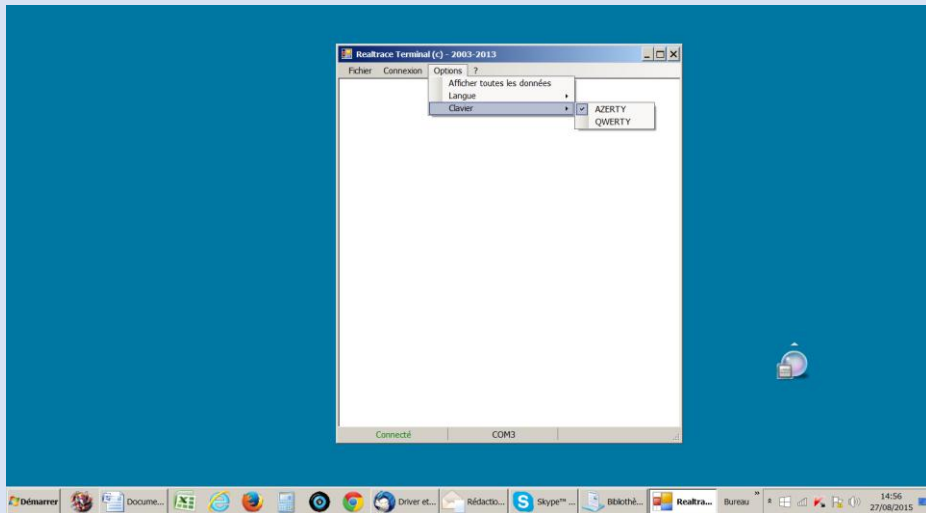 Realtrace Terminal (c) - 2003-2013
Fichier Connexion Options ?
Afficher toutes les données
Langue
Clavier
AZERTY
QWERTY
Connecté COM3
Démarrer Docume... Driver et... Rédactio... Skype™ ... Bibliothè... Realtra... Bureau » 14:56
27/08/2015